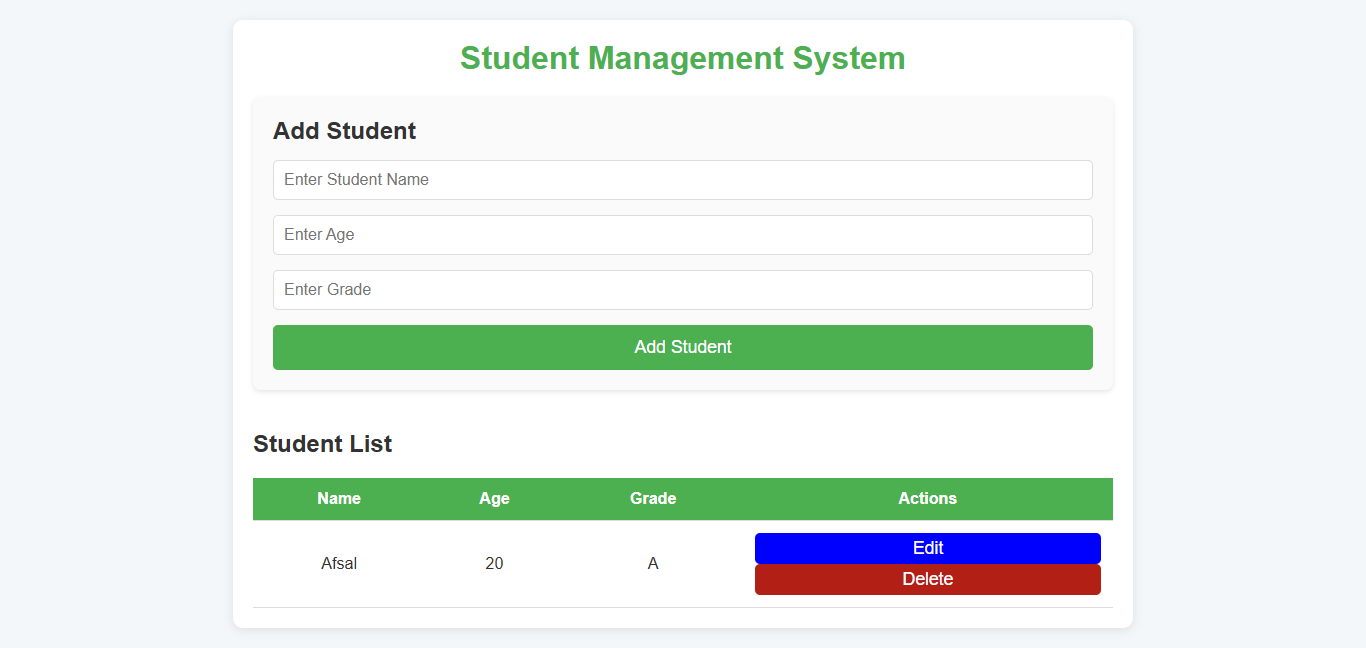 Student Management System
Add Student
Enter Student Name
Enter Age
Enter Grade
Add Student
Student List
Name Age Grade Actions
Afsal 20 A Edit
Delete